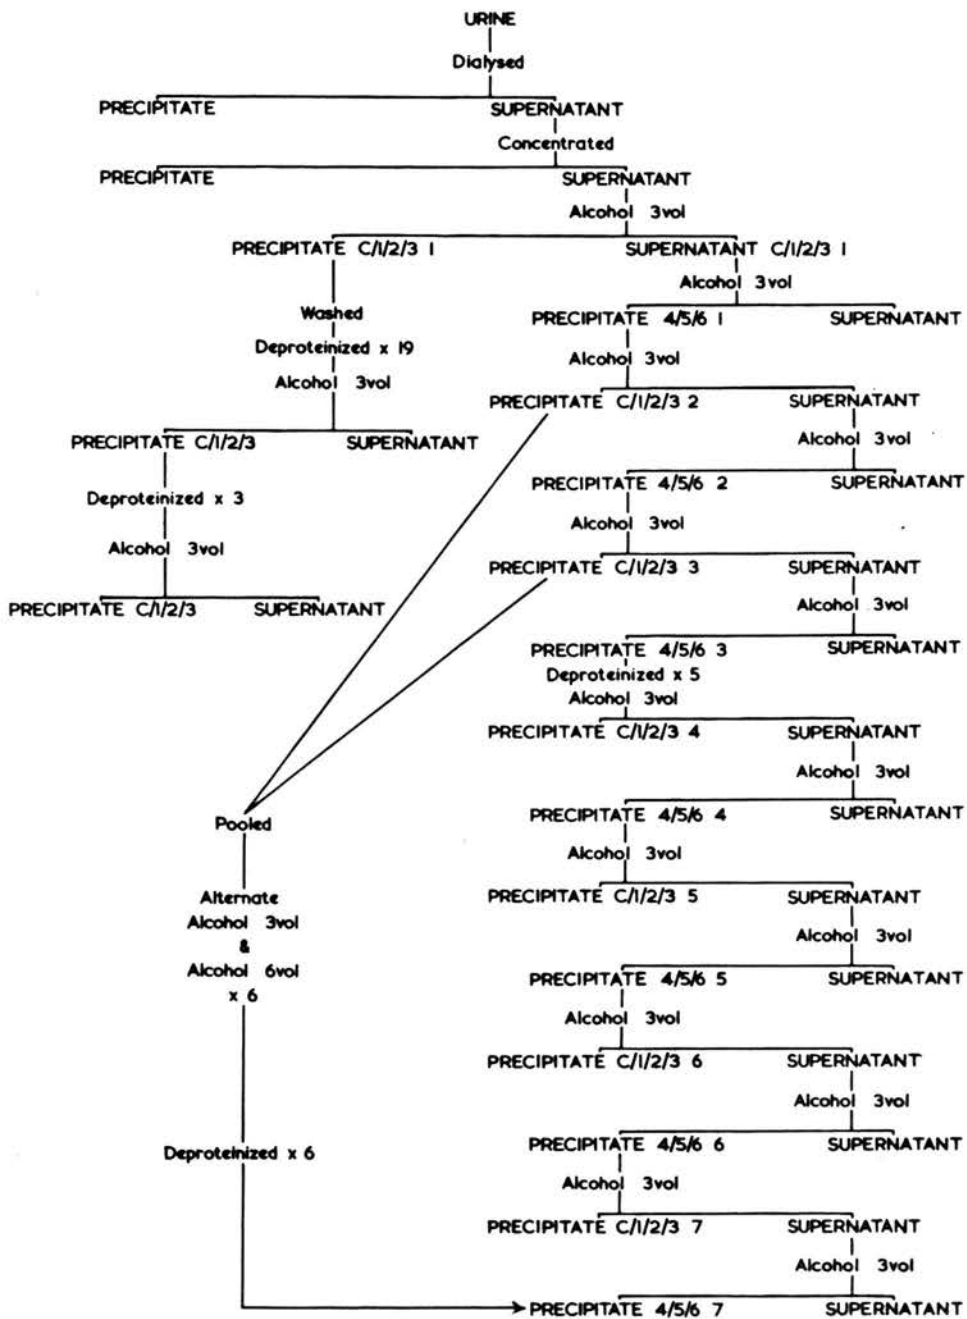 URINE
Dialysed
PRECIPITATE SUPERNATANT
Concentrated
PRECIPITATE SUPERNATANT
Alcohol 3vol
PRECIPITATE C/1/2/3 1 SUPERNATANT C/1/2/3 1
Alcohol 3vol
Washed PRECIPITATE 4/5/6 1 SUPERNATANT
Deproteinized x 19 Alcohol 3vol
Alcohol 3vol
PRECIPITATE C/1/2/3 2 SUPERNATANT
PRECIPITATE C/1/2/3 SUPERNATANT Alcohol 3vol
Deproteinized x 3 PRECIPITATE 4/5/6 2 SUPERNATANT
Alcohol 3vol
Alcohol 3vol
PRECIPITATE C/1/2/3 3 SUPERNATANT
PRECIPITATE C/1/2/3 SUPERNATANT Alcohol 3vol
PRECIPITATE 4/5/6 3 SUPERNATANT
Deproteinized x 5
Alcohol 3vol
PRECIPITATE C/1/2/3 4 SUPERNATANT
Alcohol 3vol
Pooled PRECIPITATE 4/5/6 4 SUPERNATANT
Alcohol 3vol
Alternate PRECIPITATE C/1/2/3 5 SUPERNATANT
Alcohol 3vol
& Alcohol 3vol
Alcohol 6vol PRECIPITATE 4/5/6 5 SUPERNATANT
x 6
Alcohol 3vol
PRECIPITATE C/1/2/3 6 SUPERNATANT
Alcohol 3vol
Deproteinized x 6 PRECIPITATE 4/5/6 6 SUPERNATANT
Alcohol 3vol
PRECIPITATE C/1/2/3 7 SUPERNATANT
Alcohol 3vol
PRECIPITATE 4/5/6 7 SUPERNATANT